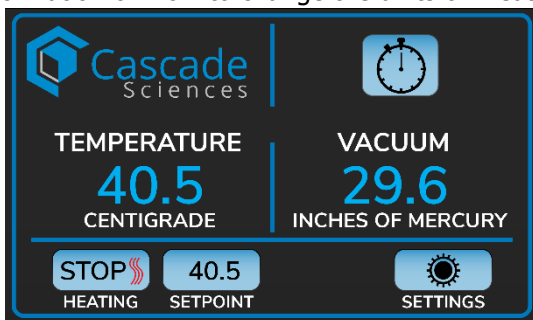 Cascade
Sciences
TEMPERATURE
40.5
CENTIGRADE
VACUUM
29.6
INCHES OF MERCURY
STOP
HEATING
40.5
SETPOINT
SETTINGS